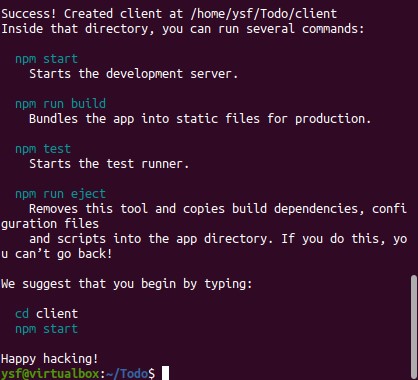 Success! Created client at /home/ysf/Todo/client
Inside that directory, you can run several commands:
npm start
Starts the development server.
npm run build
Bundles the app into static files for production.
npm test
Starts the test runner.
npm run eject
Removes this tool and copies build dependencies, confi
guration files
and scripts into the app directory. If you do this, yo
u can’t go back!
We suggest that you begin by typing:
cd client
npm start
Happy hacking!
ysf@virtualbox:~/Todo$